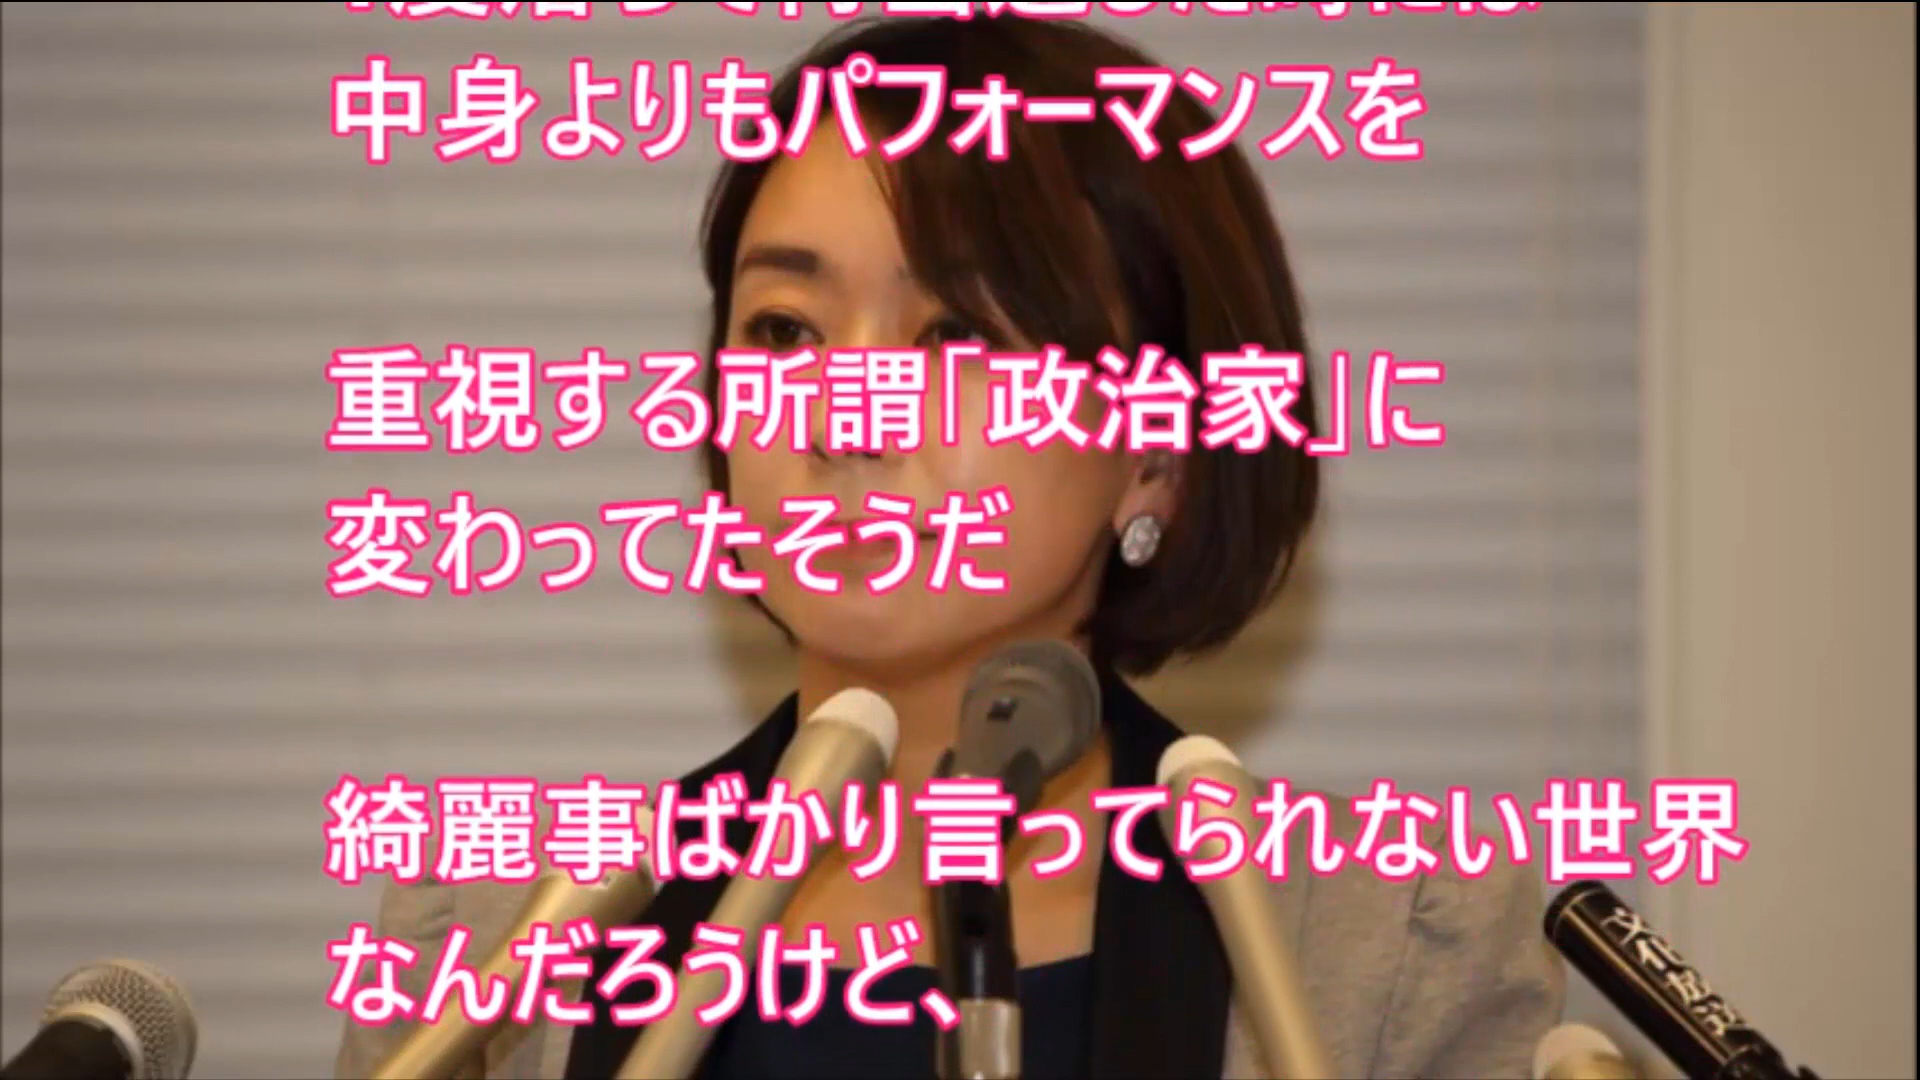 中身よりもパフォーマンスを
重視する所謂「政治家」に
変わってたそうだ
綺麗事ばかり言ってられない世界
なんだろうけど、